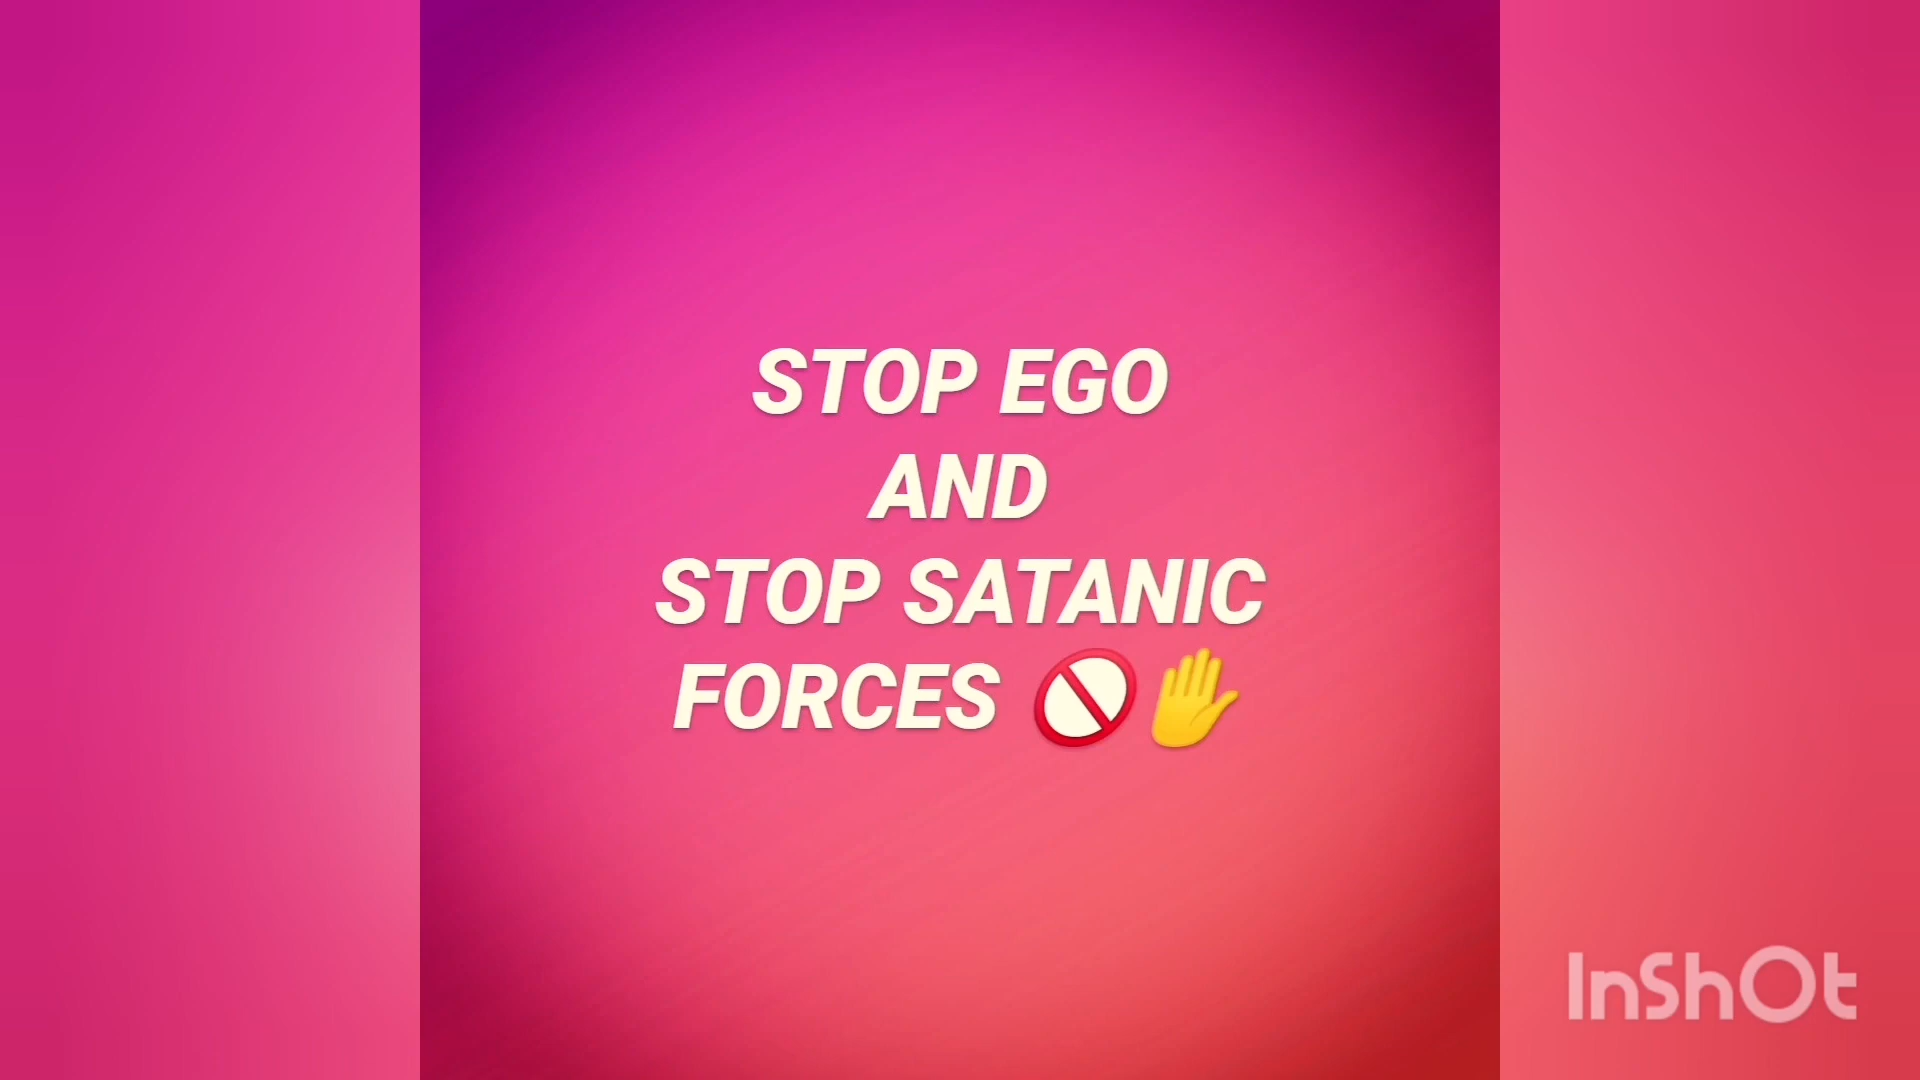 STOP EGO
AND
STOP SATANIC
FORCES 🚫✋
InShOt